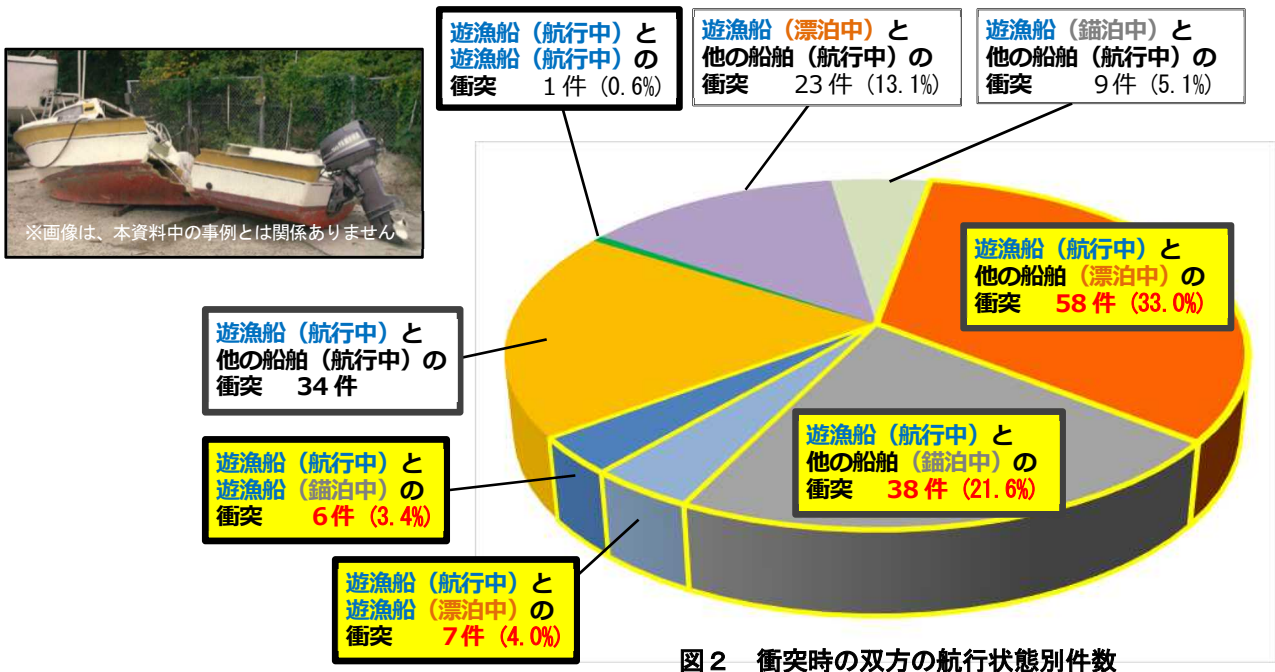 遊漁船（航行中）と
遊漁船（航行中）の
衝突 1件（0.6%）
遊漁船（漂泊中）と
他の船舶（航行中）の
衝突 23件（13.1%）
遊漁船（錨泊中）と
他の船舶（航行中）の
衝突 9件（5.1%）
※画像は、本資料中の事例とは関係ありません
遊漁船（航行中）と
他の船舶（漂泊中）の
衝突 58件（33.0%）
遊漁船（航行中）と
他の船舶（航行中）の
衝突 34件
遊漁船（航行中）と
他の船舶（錨泊中）の
衝突 38件（21.6%）
遊漁船（航行中）と
遊漁船（錨泊中）の
衝突 6件（3.4%）
遊漁船（航行中）と
遊漁船（漂泊中）の
衝突 7件（4.0%）
図２ 衝突時の双方の航行状態別件数